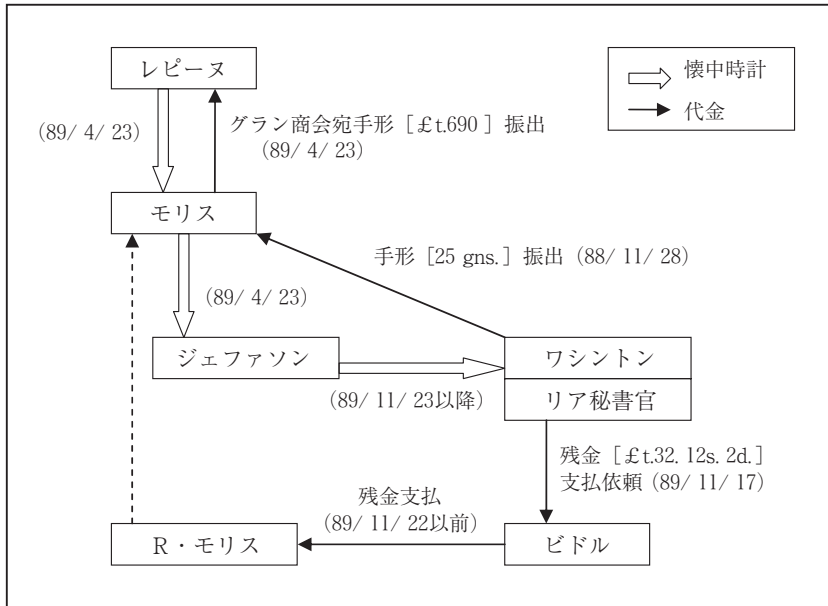 レピーヌ
懐中時計
代金
(89/ 4/ 23)
グラン商会宛手形［£t.690］振出
(89/ 4/ 23)
モリス
手形［25 gns.］振出（88/ 11/ 28）
(89/ 4/ 23)
ジェファソン
ワシントン
リア秘書官
(89/ 11/ 23以降)
残金［£t.32. 12s. 2d.］
支払依頼（89/ 11/ 17）
残金支払
(89/ 11/ 22以前)
R・モリス
ビドル